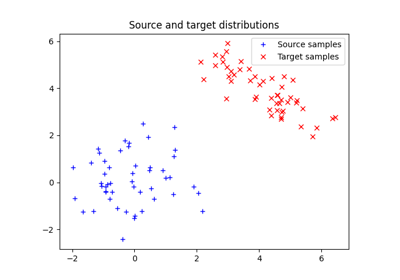 Source and target distributions
+ Source samples
× Target samples
6
4
2
0
−2
−2 0 2 4 6